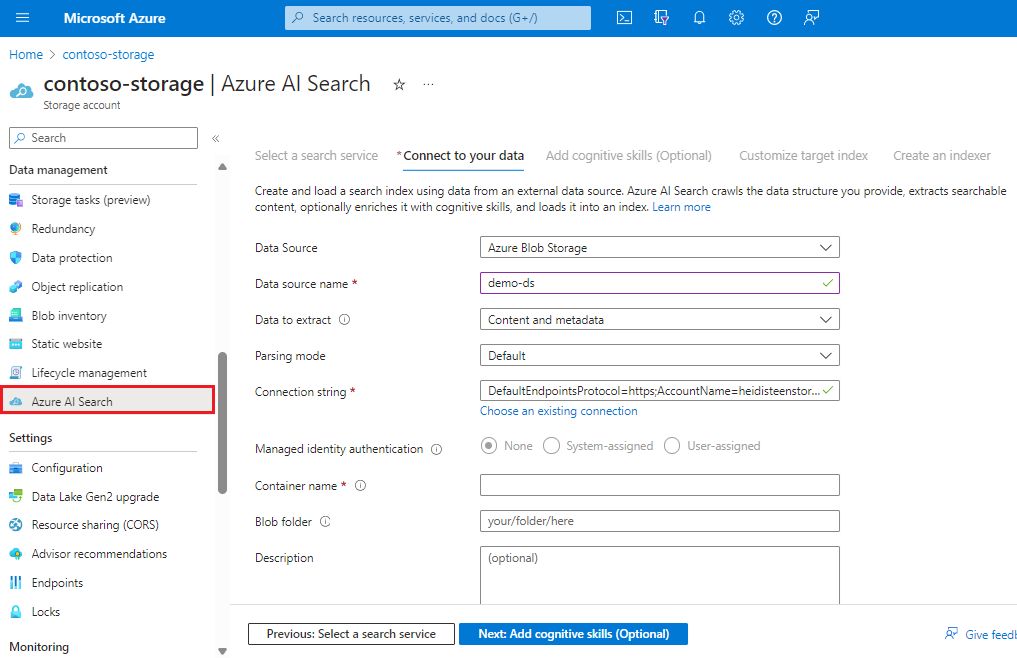 Microsoft Azure
Search resources, services, and docs (G+/)
Home > contoso-storage
contoso-storage | Azure AI Search
Storage account
Search
Data management
Storage tasks (preview)
Redundancy
Data protection
Object replication
Blob inventory
Static website
Lifecycle management
Azure AI Search
Settings
Configuration
Data Lake Gen2 upgrade
Resource sharing (CORS)
Advisor recommendations
Endpoints
Locks
Monitoring
Select a search service * Connect to your data Add cognitive skills (Optional) Customize target index Create an indexer
Create and load a search index using data from an external data source. Azure AI Search crawls the data structure you provide, extracts searchable
content, optionally enriches it with cognitive skills, and loads it into an index. Learn more
Data Source Azure Blob Storage
Data source name * demo-ds
Data to extract Content and metadata
Parsing mode Default
Connection string * DefaultEndpointsProtocol=https;AccountName=heidisteenstor...
Choose an existing connection
Managed identity authentication None System-assigned User-assigned
Container name *
Blob folder your/folder/here
Description (optional)
Previous: Select a search service Next: Add cognitive skills (Optional) Give feedb